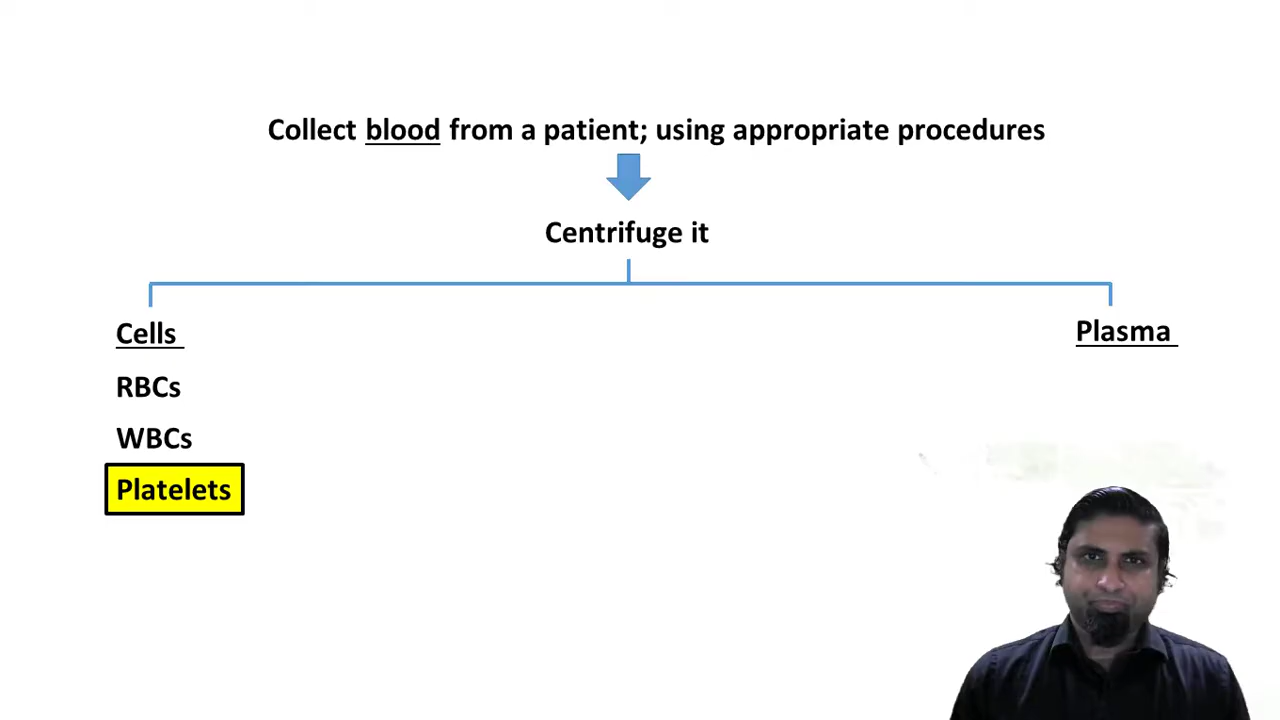 Collect blood from a patient; using appropriate procedures
Centrifuge it
Cells
Plasma
RBCs
WBCs
Platelets